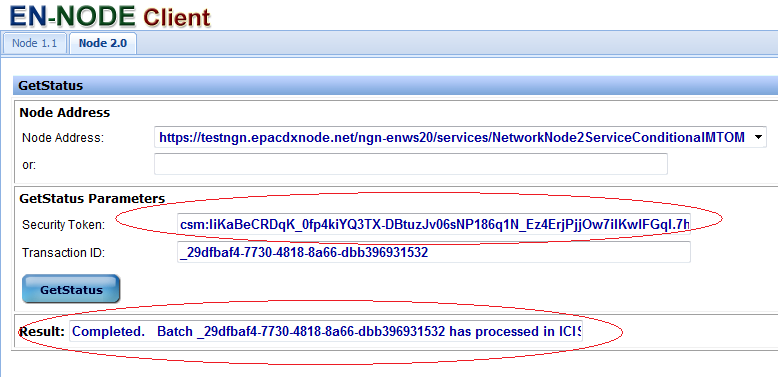 EN-NODE Client
Node 1.1 Node 2.0
GetStatus
Node Address
Node Address: https://testngn.epacdxnode.net/ngn-enws20/services/NetworkNode2ServiceConditionalMTOM
or:
GetStatus Parameters
Security Token: csm:IiKaBeCRDqK_0fp4kiYQ3TX-DBtuzJv06sNP186q1N_Ez4ErjPjjOw7ilKwlFGqI.7h
Transaction ID: _29dfbaf4-7730-4818-8a66-dbb396931532
GetStatus
Result: Completed. Batch _29dfbaf4-7730-4818-8a66-dbb396931532 has processed in ICIS